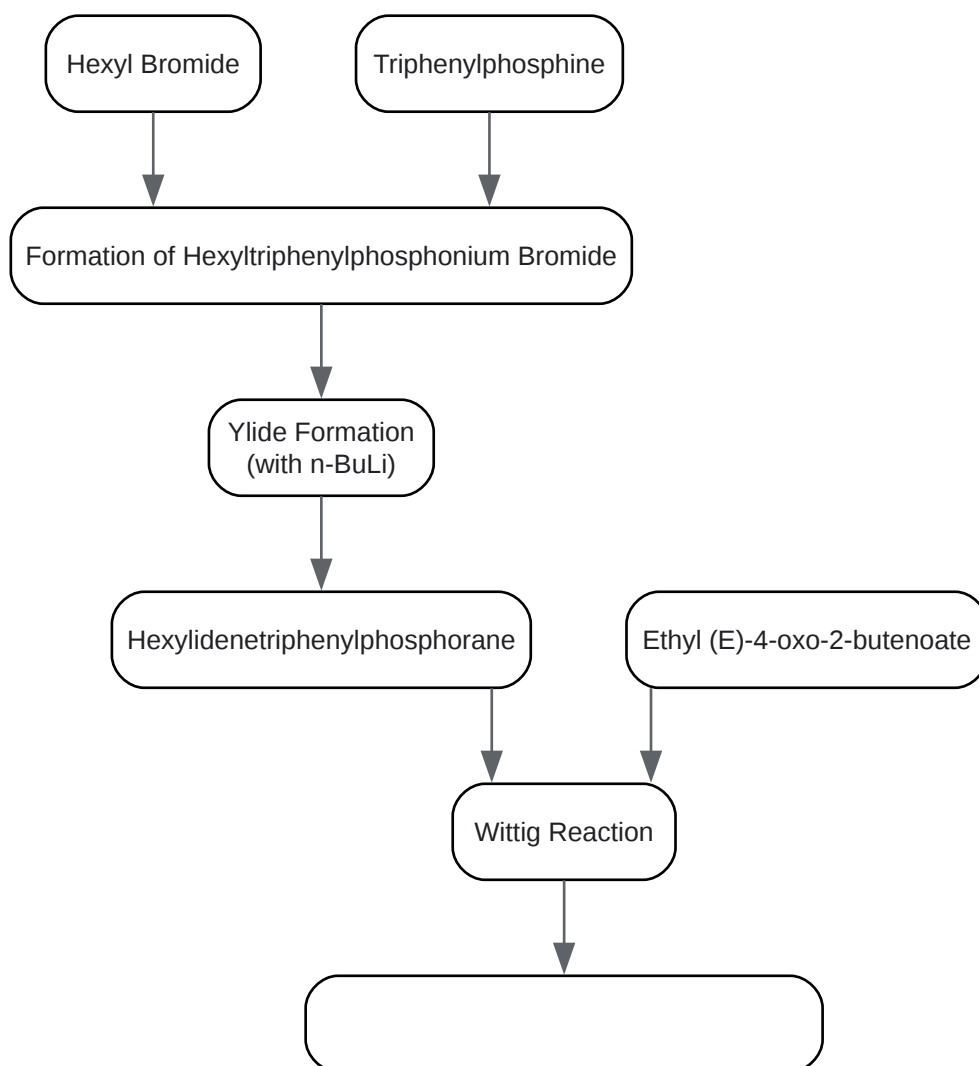 Hexyl Bromide
Triphenylphosphine
Formation of Hexyltriphenylphosphonium Bromide
Ylide Formation
(with n-BuLi)
Hexylidenetriphenylphosphorane
Ethyl (E)-4-oxo-2-butenoate
Wittig Reaction